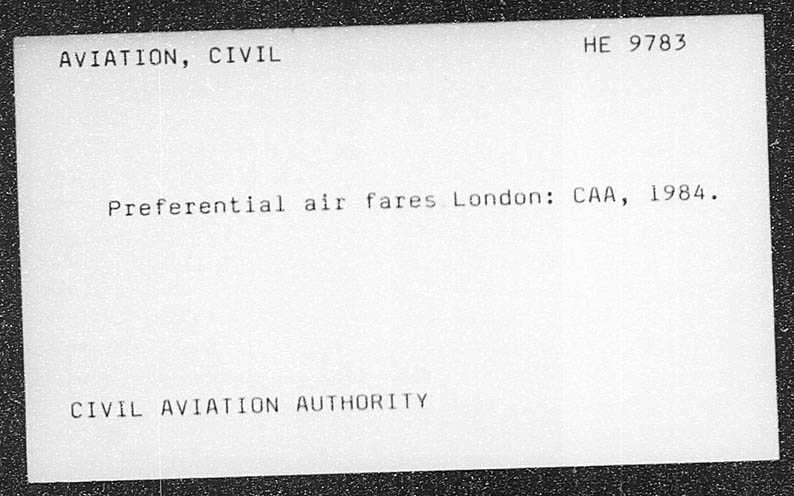 AVIATION, CIVIL HE 9783
Preferential air fares London: CAA, 1984.
CIVIL AVIATION AUTHORITY